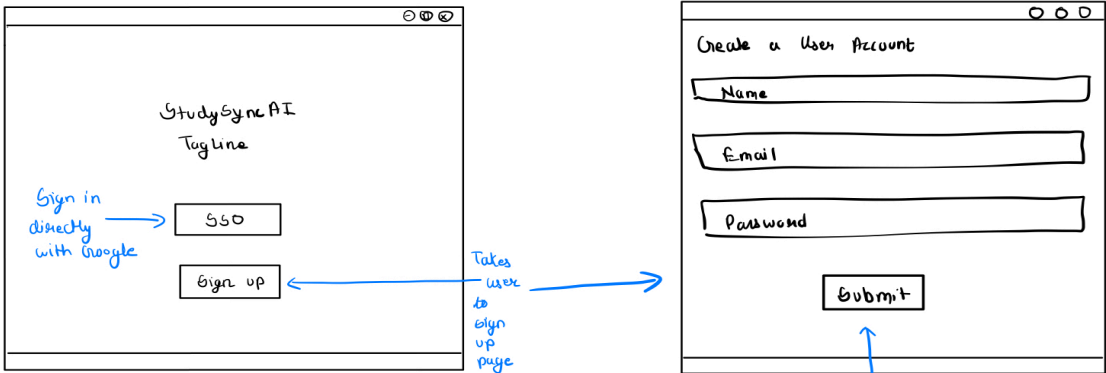 StudySyncAI
TagLine
Sign in
directly
with Google
SSO
Sign up
Takes
user
to
sign
up
page
Create a User Account
Name
Email
Password
Submit